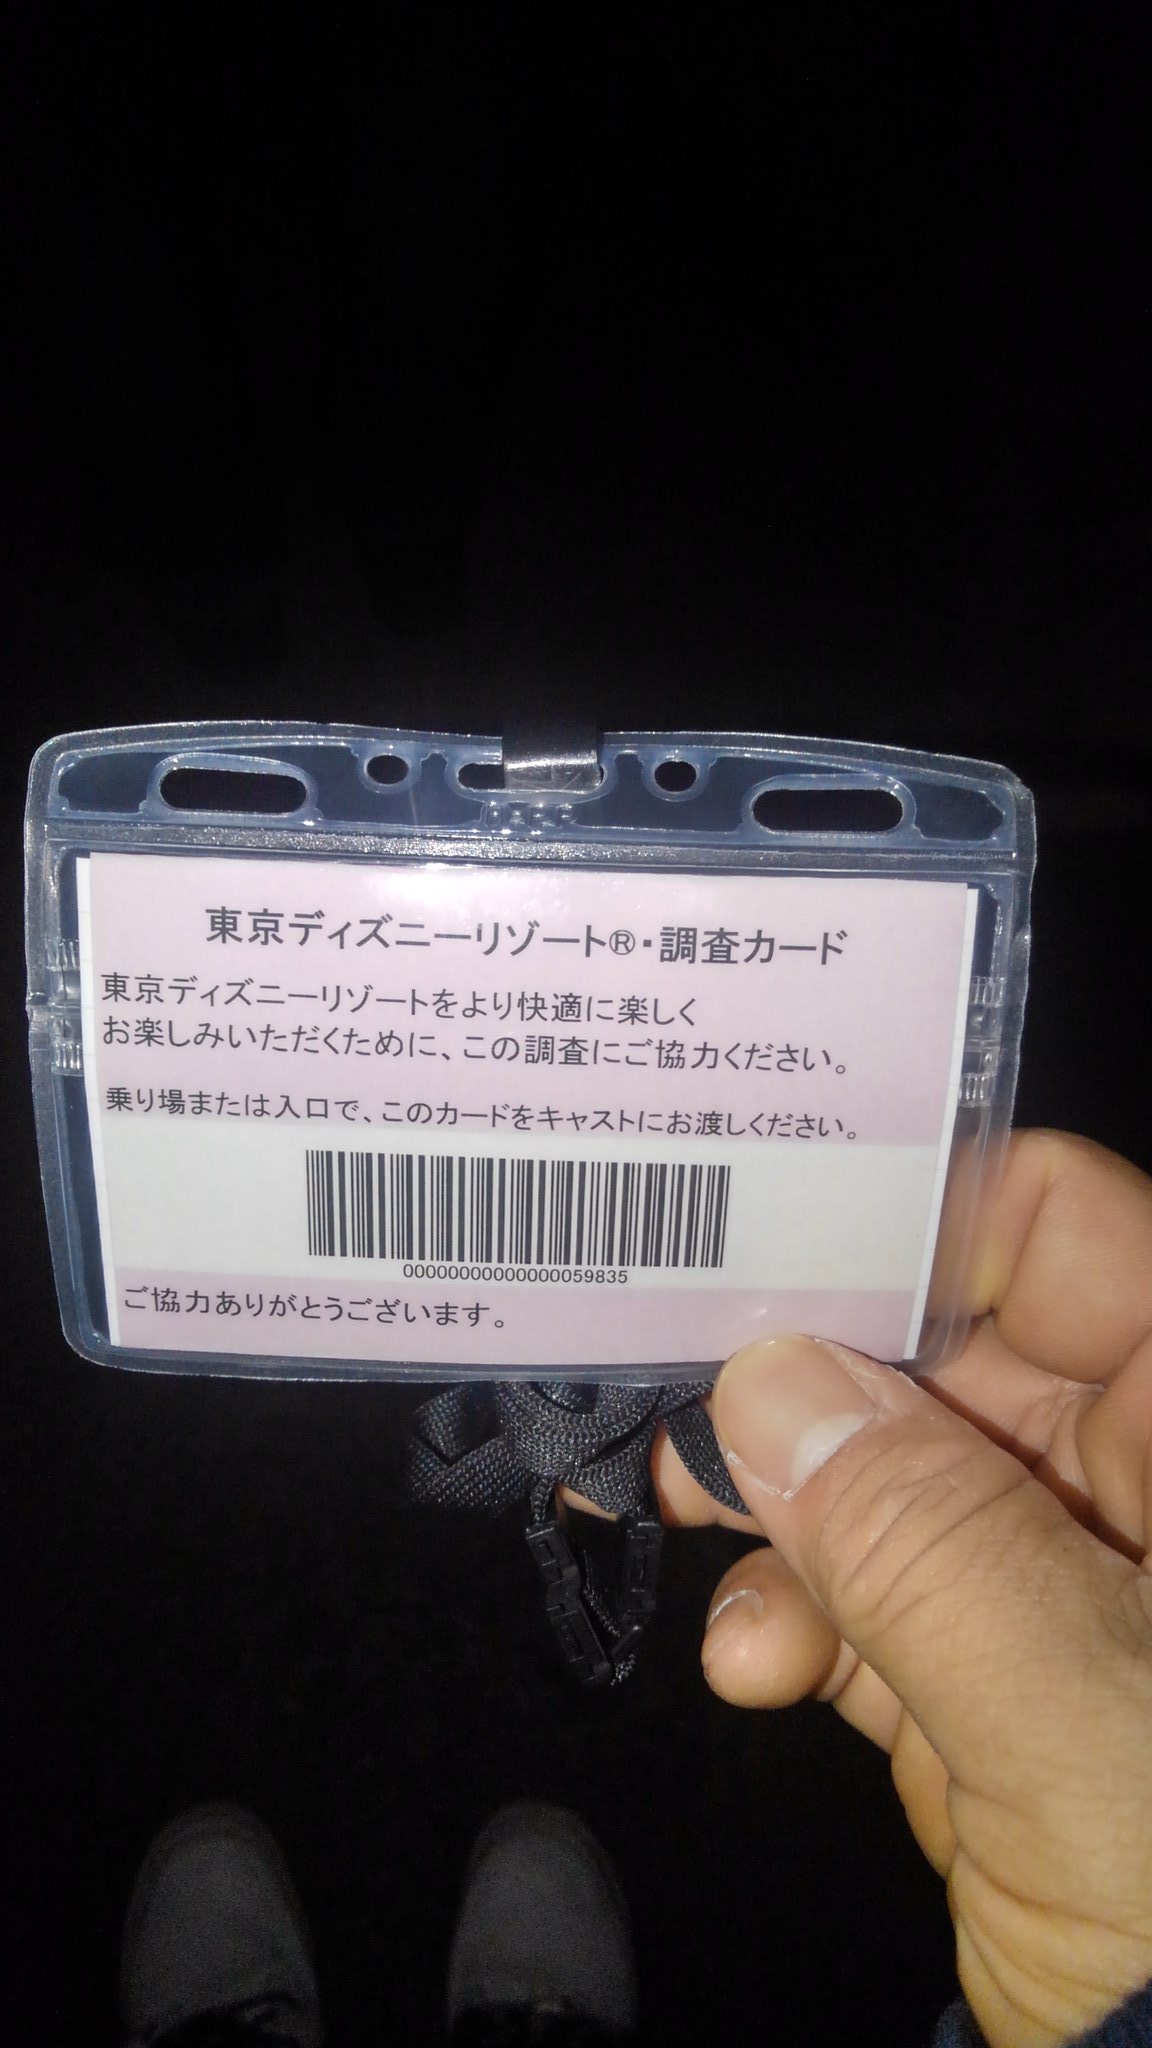 東京ディズニーリゾート®・調査カード
東京ディズニーリゾートをより快適に楽しく
お楽しみいただくために、この調査にご協力ください。
乗り場または入口で、このカードをキャストにお渡しください。
00000000000000059835
ご協力ありがとうございます。